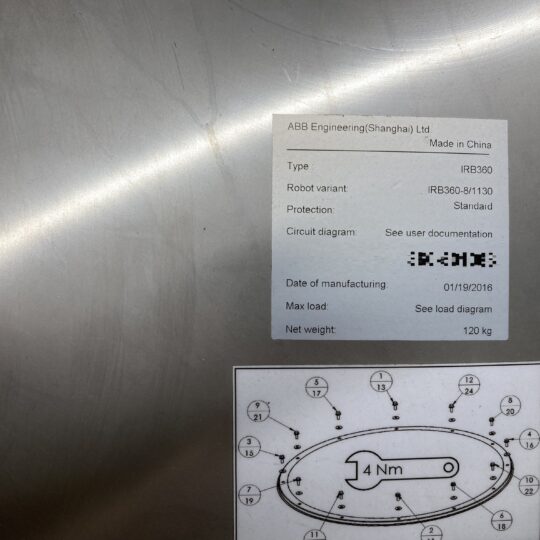 ABB Engineering(Shanghai) Ltd
Made in China
Type IRB360
Robot variant: IRB360-8/1130
Protection: Standard
Circuit diagram: See user documentation
Date of manufacturing: 01/19/2016
Max load: See load diagram
Net weight: 120 kg
1 13
12 24
5 17
8 20
9 21
4 16
3 15
4 Nm
10 22
7 19
6 18
11
2